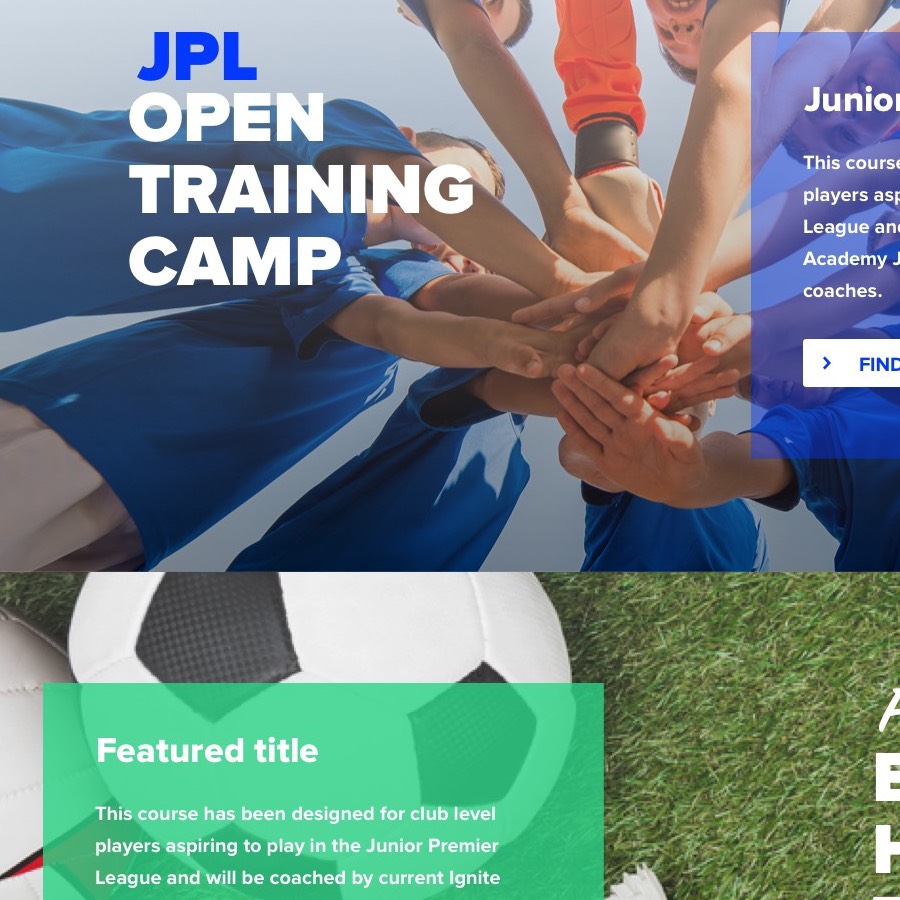 JPL
OPEN
TRAINING
CAMP
Junior
This course
players asp
League and
Academy J
coaches.
FIND
Featured title
This course has been designed for club level
players aspiring to play in the Junior Premier
League and will be coached by current Ignite
A
B
H